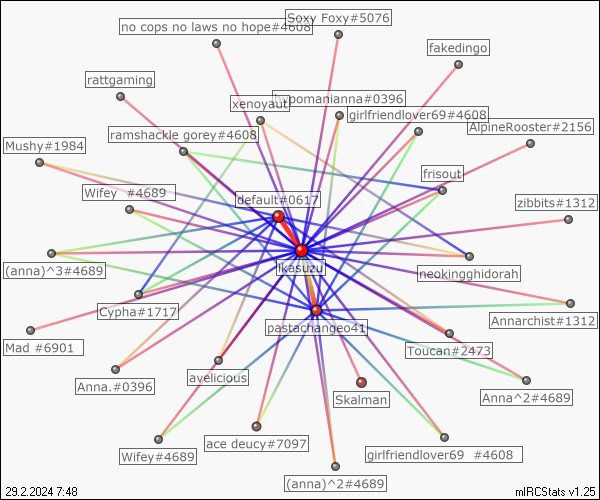 Soxy Foxy#5076
no cops no laws no hope#4608
fakedingo
rattgaming
hypomanianna#0396
xenoyaut
girlfriendlover69#4608
AlpineRooster#2156
ramshackle gorey#4608
Mushy#1984
frisout
Wifey #4689
default#0617
zibbits#1312
(anna)^3#4689
ikasuzu
neokingghidorah
Cypha#1717
Annarchist#1312
pastachangeo41
Mad #6901
Toucan#2473
Anna.#0396
avelicious
Skalman
Anna^2#4689
ace deucy#7097
Wifey#4689
girlfriendlover69 #4608
(anna)^2#4689
29.2.2024 7:48
mIRCStats v1.25